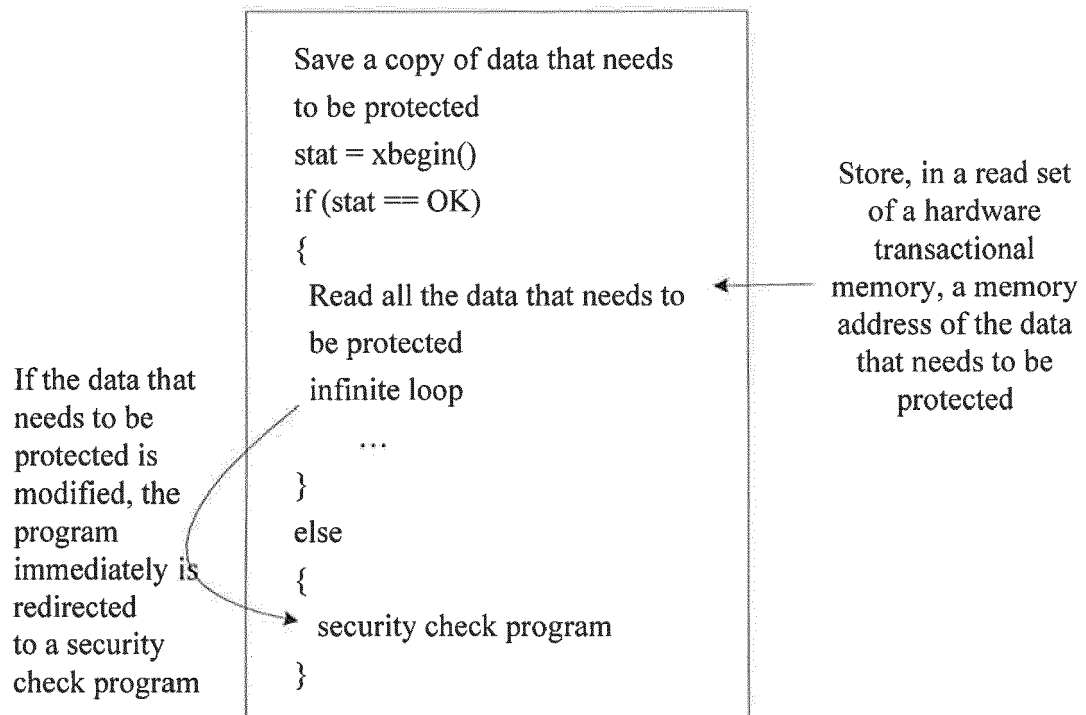 Save a copy of data that needs
to be protected
stat = xbegin()
if (stat == OK)
{
Read all the data that needs to
be protected
infinite loop
...
}
else
{
security check program
}
Store, in a read set
of a hardware
transactional
memory, a memory
address of the data
that needs to be
protected
If the data that
needs to be
protected is
modified, the
program
immediately is
redirected
to a security
check program